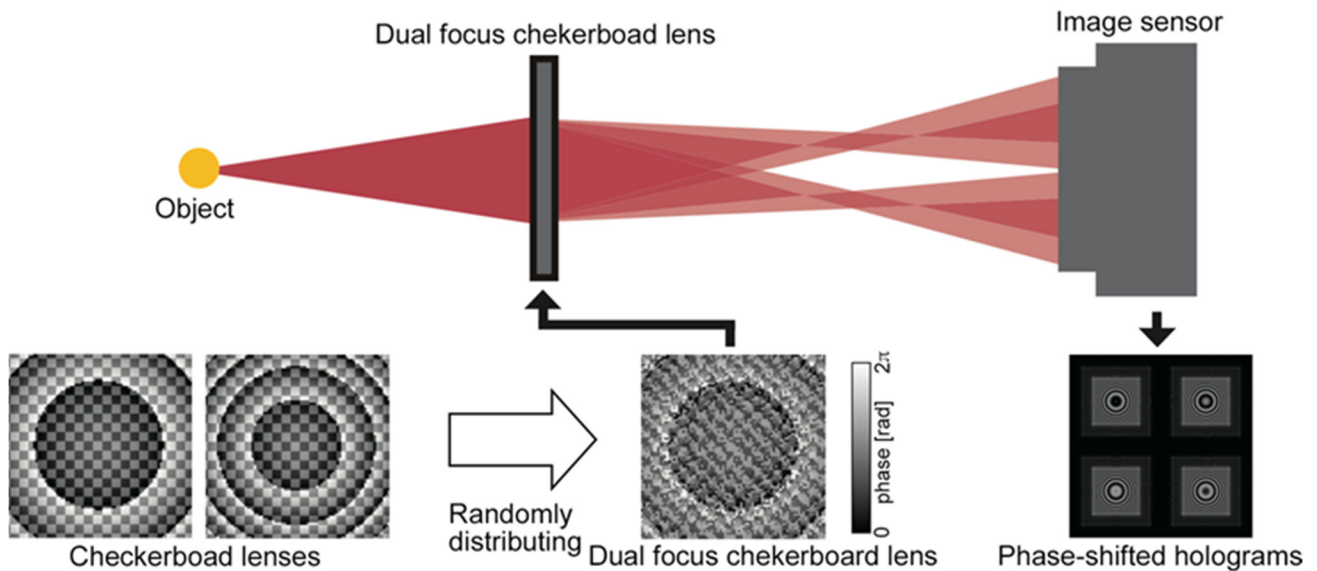 Dual focus chekerboad lens
Image sensor
Object
0 phase [rad] 2π
Randomly
distributing
Checkerboad lenses
Dual focus chekerboard lens
Phase-shifted holograms